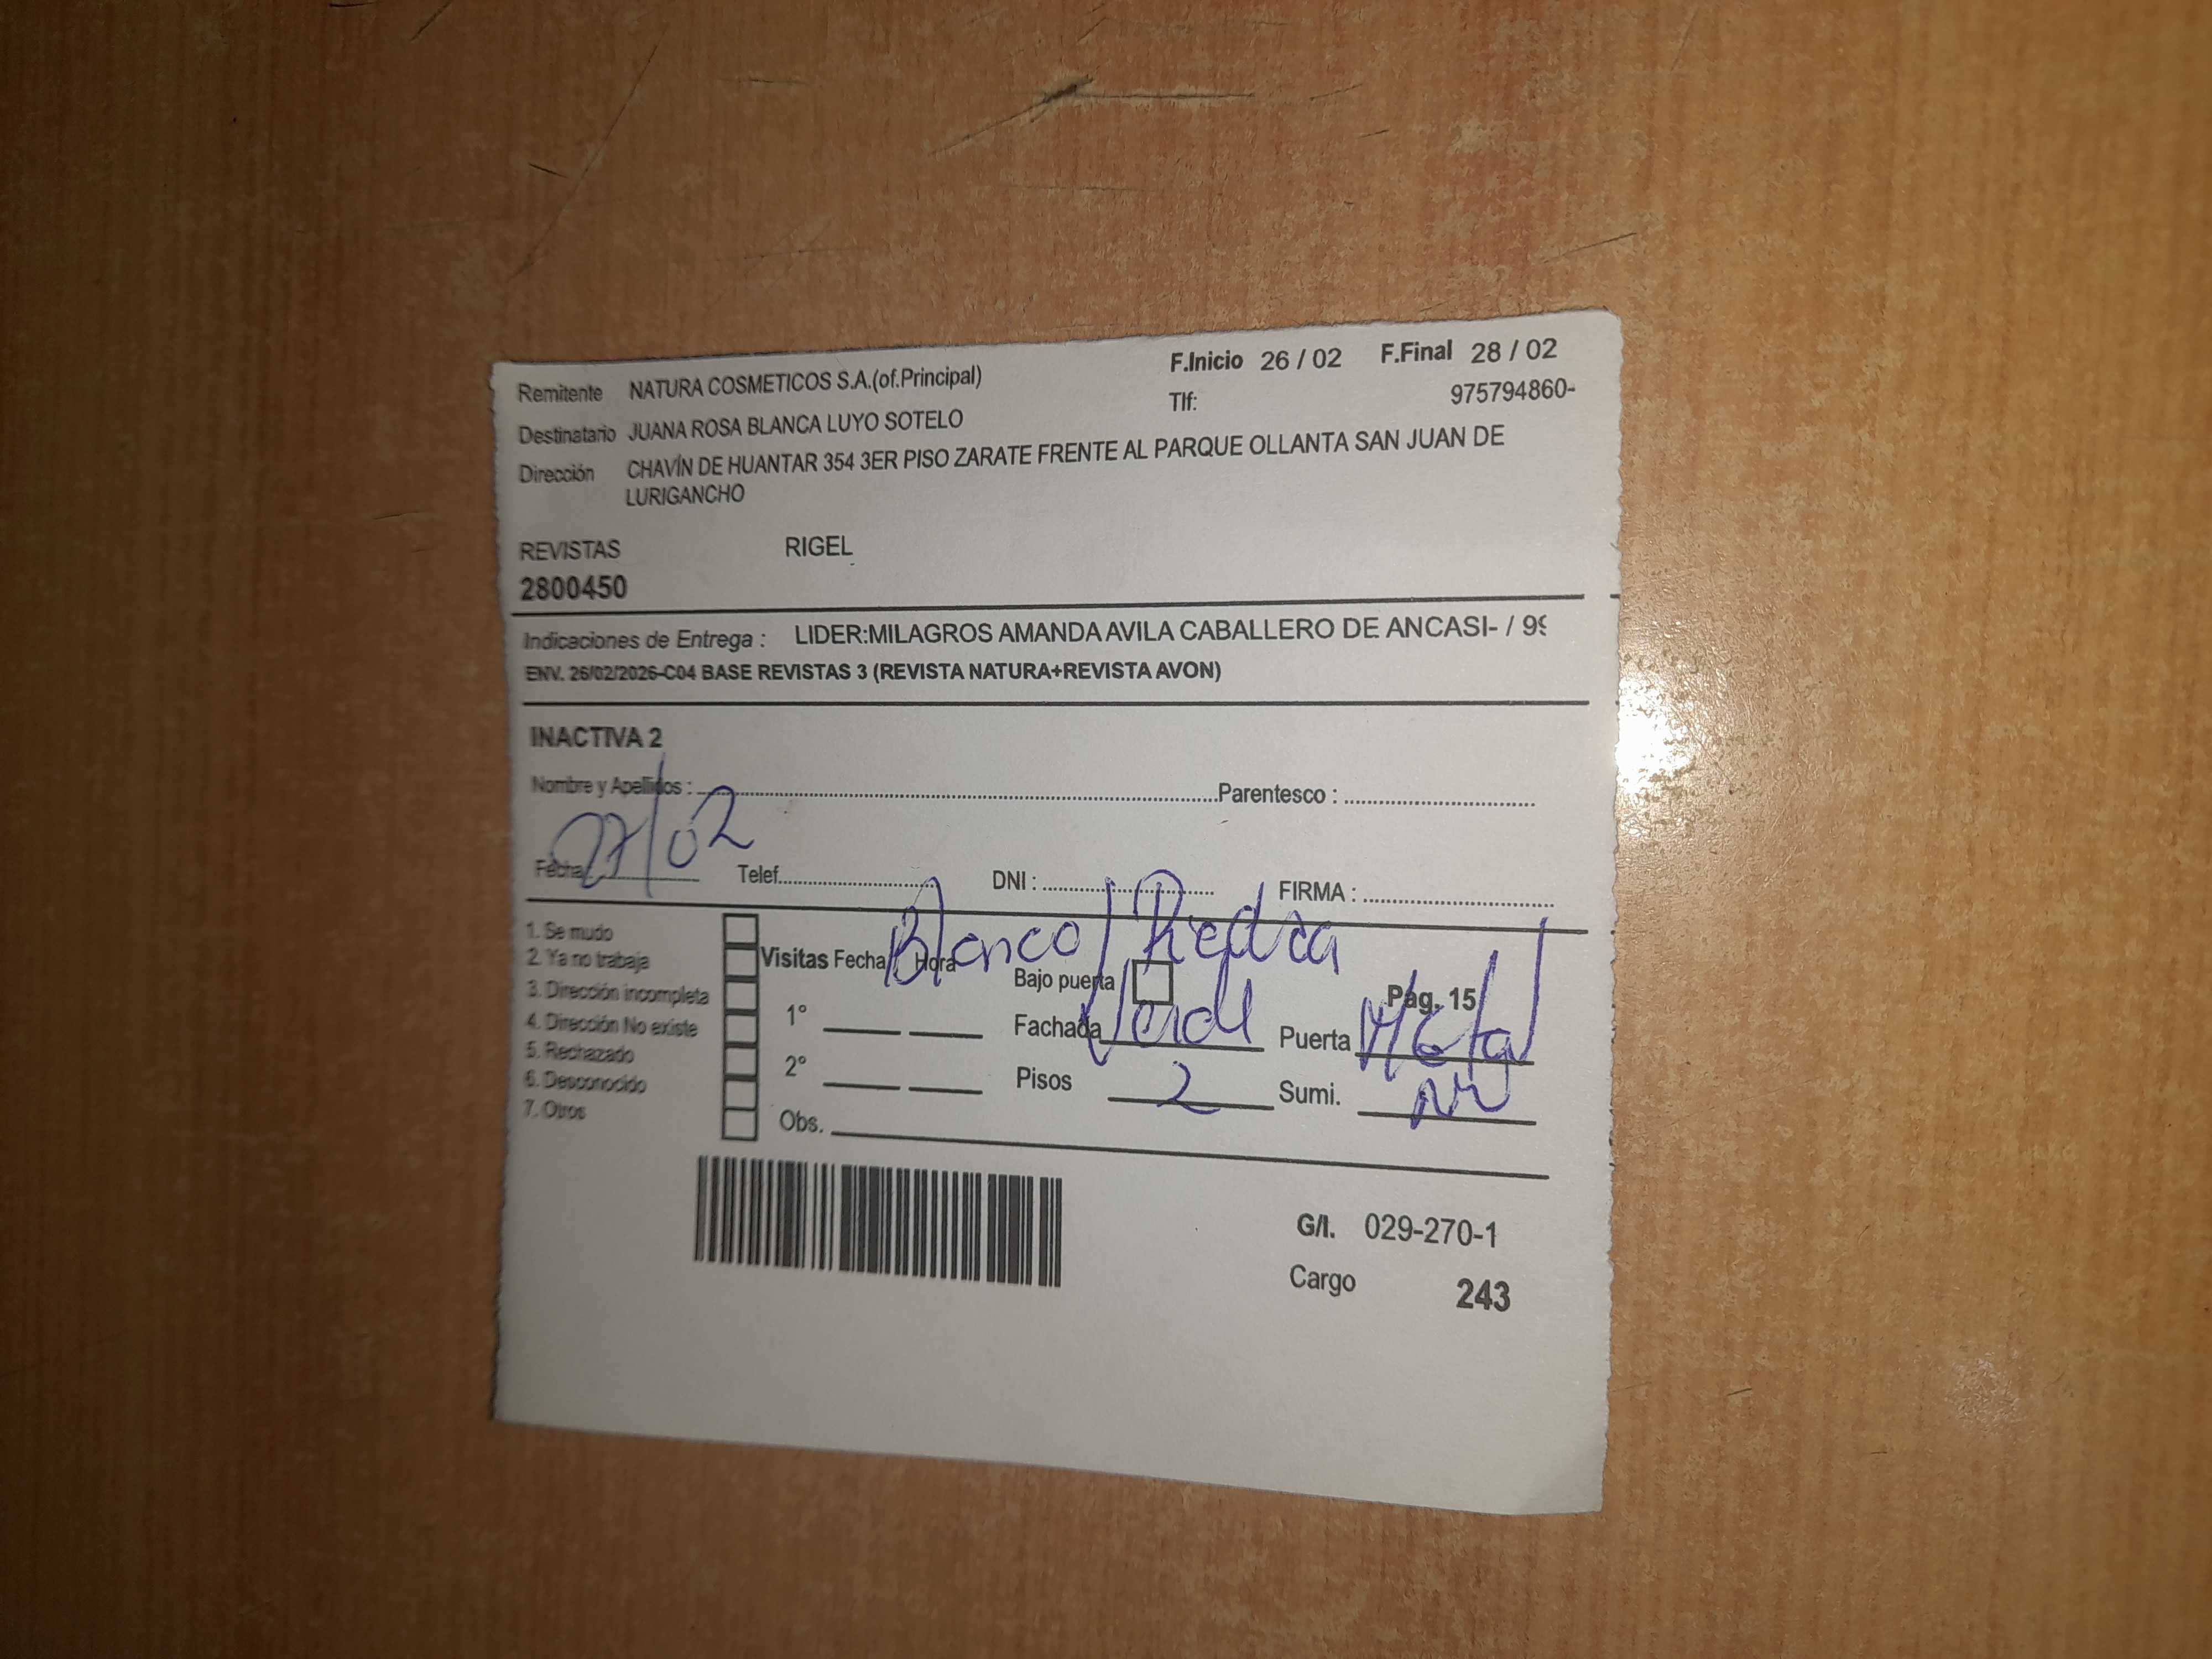 Remitente NATURA COSMETICOS S.A.(of.Principal) F.Inicio 26 / 02 F.Final 28 / 02
Tlf: 975794860-
Destinatario JUANA ROSA BLANCA LUYO SOTELO
Dirección CHAVÍN DE HUANTAR 354 3ER PISO ZARATE FRENTE AL PARQUE OLLANTA SAN JUAN DE
LURIGANCHO
REVISTAS RIGEL
2800450
Indicaciones de Entrega : LIDER:MILAGROS AMANDA AVILA CABALLERO DE ANCASI- / 99
ENV. 26/02/2026-C04 BASE REVISTAS 3 (REVISTA NATURA+REVISTA AVON)
INACTIVA 2
Nombre y Apellidos : Parentesco :
27/02
Fecha Telef. DNI : FIRMA :
Blanco/Piedra
1. Se mudo
2. Ya no trabaja
3. Dirección incompleta
4. Dirección No existe
5. Rechazado
6. Desconocido
7. Otros
Visitas Fecha Hora Bajo puerta Pag. 15
1° Fachada Verde Puerta Metal
2° Pisos 2 Sumi.
Obs.
G/I. 029-270-1
Cargo 243